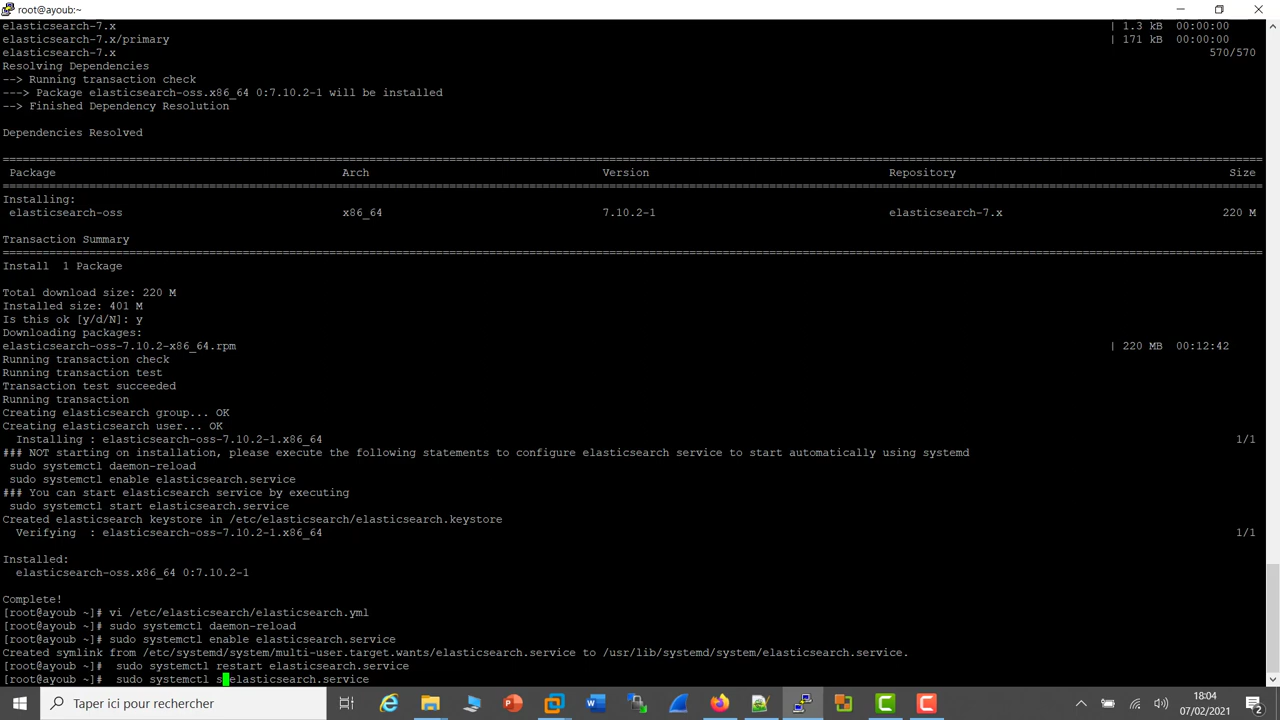 root@ayoub:~
elasticsearch-7.x | 1.3 kB 00:00:00
elasticsearch-7.x/primary | 171 kB 00:00:00
elasticsearch-7.x 570/570
Resolving Dependencies
--> Running transaction check
---> Package elasticsearch-oss.x86_64 0:7.10.2-1 will be installed
--> Finished Dependency Resolution
Dependencies Resolved
Package Arch Version Repository Size
Installing:
elasticsearch-oss x86_64 7.10.2-1 elasticsearch-7.x 220 M
Transaction Summary
Install 1 Package
Total download size: 220 M
Installed size: 401 M
Is this ok [y/d/N]: y
Downloading packages:
elasticsearch-oss-7.10.2-x86_64.rpm | 220 MB 00:12:42
Running transaction check
Running transaction test
Transaction test succeeded
Running transaction
Creating elasticsearch group... OK
Creating elasticsearch user... OK
Installing : elasticsearch-oss-7.10.2-1.x86_64 1/1
### NOT starting on installation, please execute the following statements to configure elasticsearch service to start automatically using systemd
sudo systemctl daemon-reload
sudo systemctl enable elasticsearch.service
### You can start elasticsearch service by executing
sudo systemctl start elasticsearch.service
Created elasticsearch keystore in /etc/elasticsearch/elasticsearch.keystore
Verifying : elasticsearch-oss-7.10.2-1.x86_64 1/1
Installed:
elasticsearch-oss.x86_64 0:7.10.2-1
Complete!
[root@ayoub ~]# vi /etc/elasticsearch/elasticsearch.yml
[root@ayoub ~]# sudo systemctl daemon-reload
[root@ayoub ~]# sudo systemctl enable elasticsearch.service
Created symlink from /etc/systemd/system/multi-user.target.wants/elasticsearch.service to /usr/lib/systemd/system/elasticsearch.service.
[root@ayoub ~]# sudo systemctl restart elasticsearch.service
[root@ayoub ~]# sudo systemctl s elasticsearch.service
Taper ici pour rechercher
18:04
07/02/2021
2